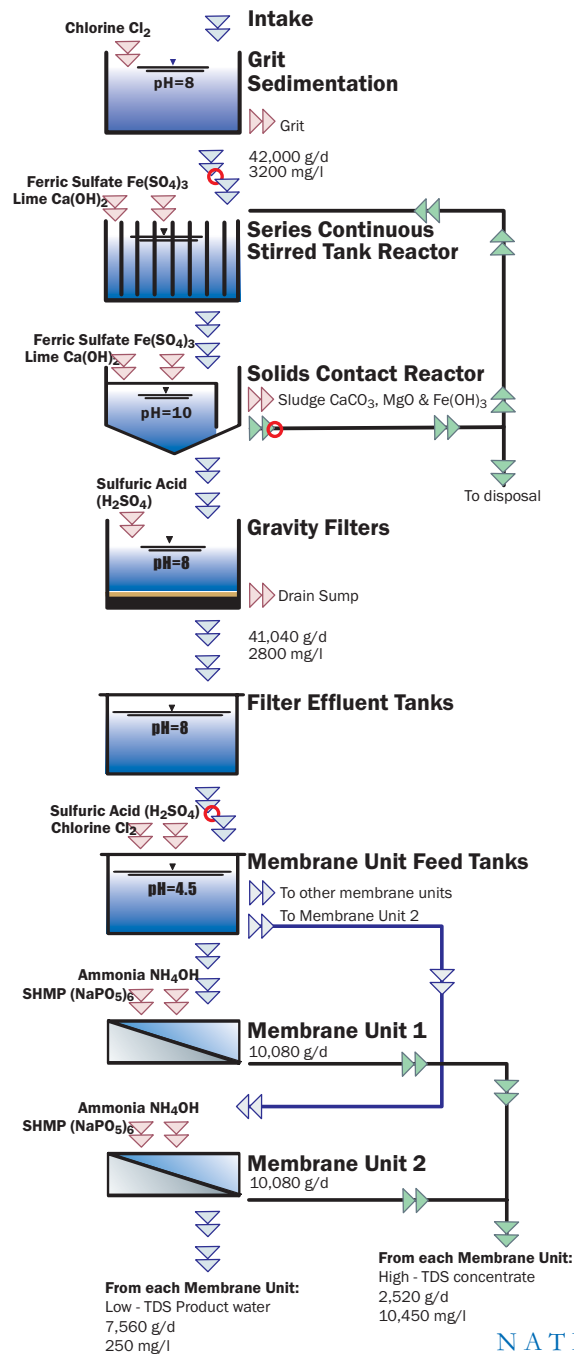 Intake
Chlorine Cl2
Grit
Sedimentation
pH=8
Grit
42,000 g/d
3200 mg/l
Ferric Sulfate Fe(SO4)3
Lime Ca(OH)2
Series Continuous
Stirred Tank Reactor
Ferric Sulfate Fe(SO4)3
Lime Ca(OH)2
Solids Contact Reactor
Sludge CaCO3, MgO & Fe(OH)3
pH=10
To disposal
Sulfuric Acid
(H2SO4)
Gravity Filters
pH=8
Drain Sump
41,040 g/d
2800 mg/l
Filter Effluent Tanks
pH=8
Sulfuric Acid (H2SO4)
Chlorine Cl2
Membrane Unit Feed Tanks
pH=4.5
To other membrane units
To Membrane Unit 2
Ammonia NH4OH
SHMP (NaPO5)6
Membrane Unit 1
10,080 g/d
Ammonia NH4OH
SHMP (NaPO5)6
Membrane Unit 2
10,080 g/d
From each Membrane Unit:
Low - TDS Product water
7,560 g/d
250 mg/l
From each Membrane Unit:
High - TDS concentrate
2,520 g/d
10,450 mg/l